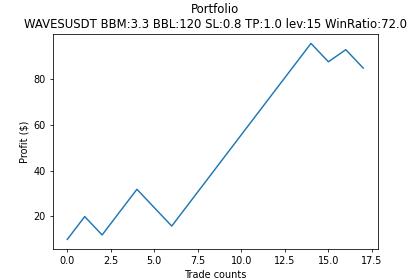 Portfolio
WAVESUSDT BBM:3.3 BBL:120 SL:0.8 TP:1.0 lev:15 WinRatio:72.0
Profit ($)
80
60
40
20
0.0 2.5 5.0 7.5 10.0 12.5 15.0 17.5
Trade counts